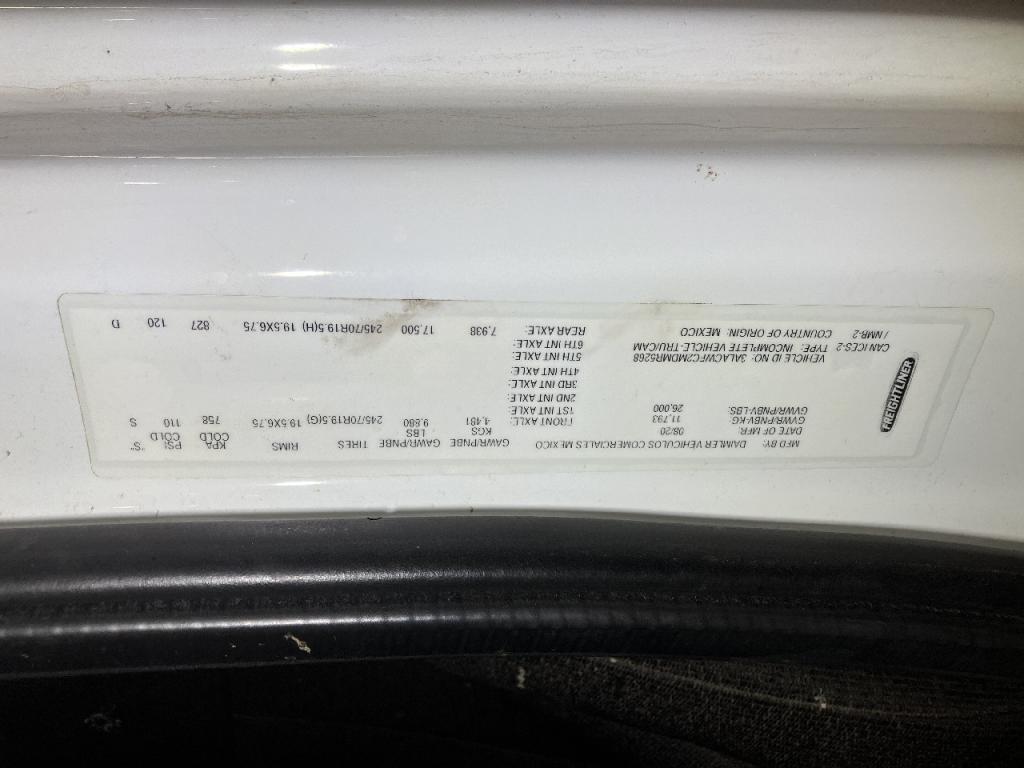 FREIGHTLINER
MFD BY: DAIMLER VEHICULOS COMERCIALES MEXICO
DATE OF MFR: 08/20
GVWR/PNBV-KG: 11,793
GVWR/PNBV-LBS: 26,000
VEHICLE ID NO: 3ALACWFC2MDMR5268
CAN ICES-2 TYPE: INCOMPLETE VEHICLE-TRU/CAM
/ NMB-2 COUNTRY OF ORIGIN: MEXICO
GAWR/PNBE KGS GAWR/PNBE LBS TIRES RIMS KPA COLD PSI COLD "S"
FRONT AXLE: 4,481 9,880 245/70R19.5(G) 19.5X6.75 758 110 S
1ST INT AXLE:
2ND INT AXLE:
3RD INT AXLE:
4TH INT AXLE:
5TH INT AXLE:
6TH INT AXLE:
REAR AXLE: 7,938 17,500 245/70R19.5(H) 19.5X6.75 827 120 D